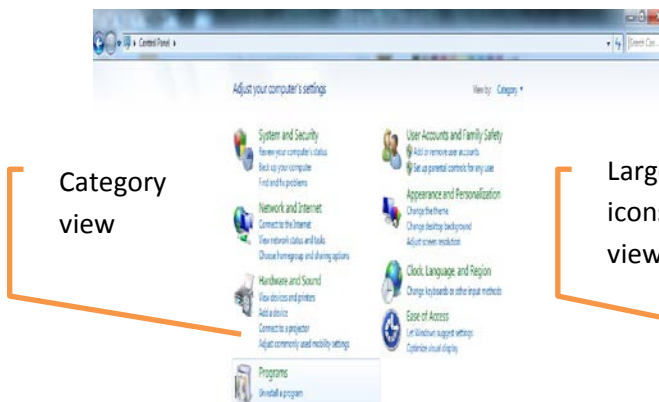 Control Panel
Search Con...
Adjust your computer's settings
View by: Category
Category
view
System and Security
Review your computer's status
Back up your computer
Find and fix problems
Network and Internet
Connect to the Internet
View network status and tasks
Choose homegroup and sharing options
Hardware and Sound
View devices and printers
Add a device
Connect to a projector
Adjust commonly used mobility settings
Programs
Uninstall a program
User Accounts and Family Safety
Add or remove user accounts
Set up parental controls for any user
Appearance and Personalization
Change the theme
Change desktop background
Adjust screen resolution
Clock, Language, and Region
Change keyboards or other input methods
Ease of Access
Let Windows suggest settings
Optimize visual display
Large
icons
view